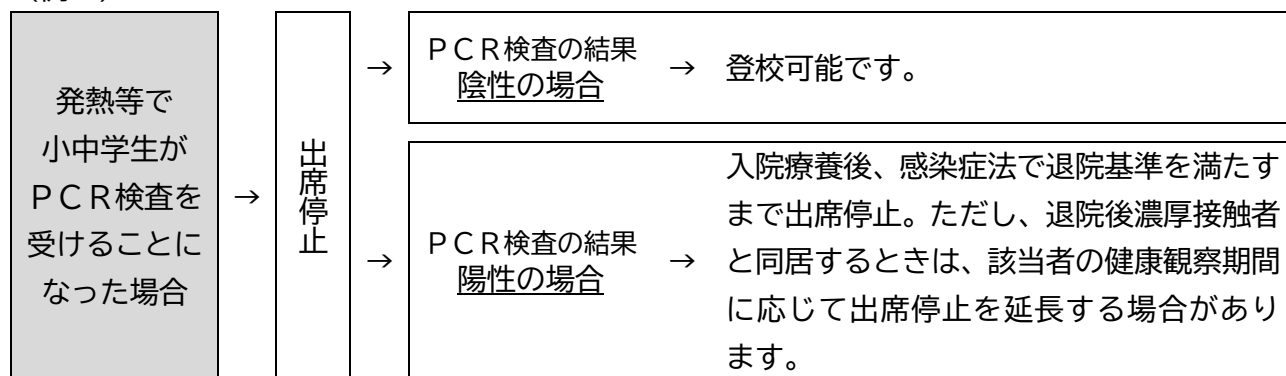 発熱等で
小中学生が
ＰＣＲ検査を
受けることに
なった場合
→
出席停止
→
ＰＣＲ検査の結果
陰性の場合
→
登校可能です。
→
ＰＣＲ検査の結果
陽性の場合
→
入院療養後、感染症法で退院基準を満たす
まで出席停止。ただし、退院後濃厚接触者
と同居するときは、該当者の健康観察期間
に応じて出席停止を延長する場合があり
ます。